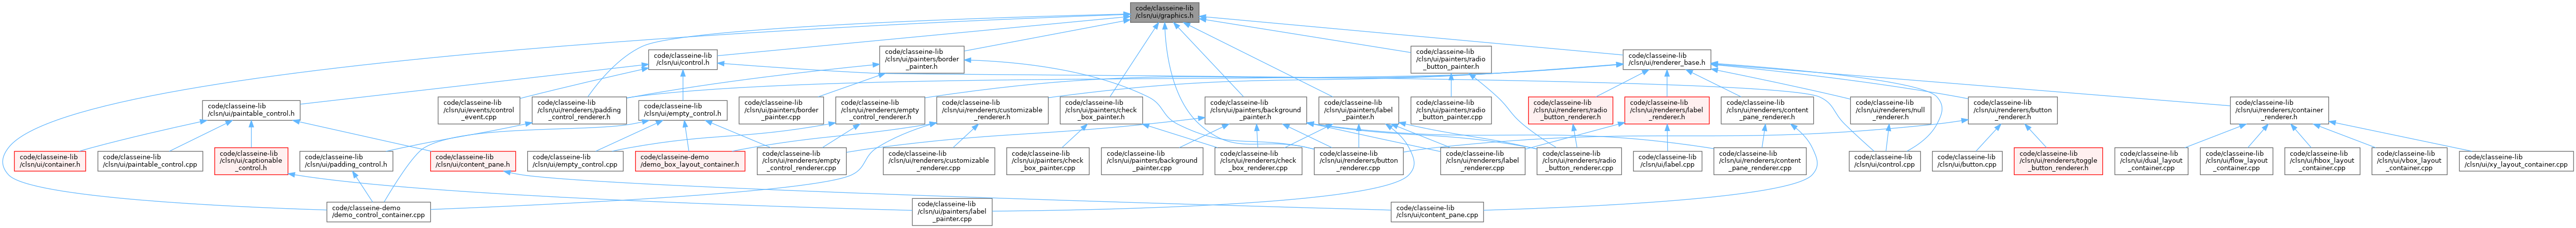 code/classeine-lib
/clsn/ui/graphics.h
code/classeine-lib
/clsn/ui/control.h
code/classeine-lib
/clsn/ui/painters/border
_painter.h
code/classeine-lib
/clsn/ui/painters/radio
_button_painter.h
code/classeine-lib
/clsn/ui/renderer_base.h
code/classeine-lib
/clsn/ui/paintable_control.h
code/classeine-lib
/clsn/ui/events/control
_event.cpp
code/classeine-lib
/clsn/ui/renderers/padding
_control_renderer.h
code/classeine-lib
/clsn/ui/empty_control.h
code/classeine-lib
/clsn/ui/painters/border
_painter.cpp
code/classeine-lib
/clsn/ui/renderers/empty
_control_renderer.h
code/classeine-lib
/clsn/ui/renderers/customizable
_renderer.h
code/classeine-lib
/clsn/ui/painters/check
_box_painter.h
code/classeine-lib
/clsn/ui/painters/background
_painter.h
code/classeine-lib
/clsn/ui/painters/label
_painter.h
code/classeine-lib
/clsn/ui/painters/radio
_button_painter.cpp
code/classeine-lib
/clsn/ui/renderers/radio
_button_renderer.h
code/classeine-lib
/clsn/ui/renderers/label
_renderer.h
code/classeine-lib
/clsn/ui/renderers/content
_pane_renderer.h
code/classeine-lib
/clsn/ui/renderers/null
_renderer.h
code/classeine-lib
/clsn/ui/renderers/button
_renderer.h
code/classeine-lib
/clsn/ui/renderers/container
_renderer.h
code/classeine-lib
/clsn/ui/container.h
code/classeine-lib
/clsn/ui/paintable_control.cpp
code/classeine-lib
/clsn/ui/captionable
_control.h
code/classeine-lib
/clsn/ui/padding_control.h
code/classeine-lib
/clsn/ui/content_pane.h
code/classeine-lib
/clsn/ui/empty_control.cpp
code/classeine-demo
/demo_box_layout_container.h
code/classeine-lib
/clsn/ui/renderers/empty
_control_renderer.cpp
code/classeine-lib
/clsn/ui/renderers/customizable
_renderer.cpp
code/classeine-lib
/clsn/ui/painters/check
_box_painter.cpp
code/classeine-lib
/clsn/ui/painters/background
_painter.cpp
code/classeine-lib
/clsn/ui/renderers/check
_box_renderer.cpp
code/classeine-lib
/clsn/ui/renderers/button
_renderer.cpp
code/classeine-lib
/clsn/ui/renderers/label
_renderer.cpp
code/classeine-lib
/clsn/ui/renderers/radio
_button_renderer.cpp
code/classeine-lib
/clsn/ui/label.cpp
code/classeine-lib
/clsn/ui/renderers/content
_pane_renderer.cpp
code/classeine-lib
/clsn/ui/control.cpp
code/classeine-lib
/clsn/ui/button.cpp
code/classeine-lib
/clsn/ui/renderers/toggle
_button_renderer.h
code/classeine-lib
/clsn/ui/dual_layout
_container.cpp
code/classeine-lib
/clsn/ui/flow_layout
_container.cpp
code/classeine-lib
/clsn/ui/hbox_layout
_container.cpp
code/classeine-lib
/clsn/ui/vbox_layout
_container.cpp
code/classeine-lib
/clsn/ui/xy_layout_container.cpp
code/classeine-demo
/demo_control_container.cpp
code/classeine-lib
/clsn/ui/painters/label
_painter.cpp
code/classeine-lib
/clsn/ui/content_pane.cpp